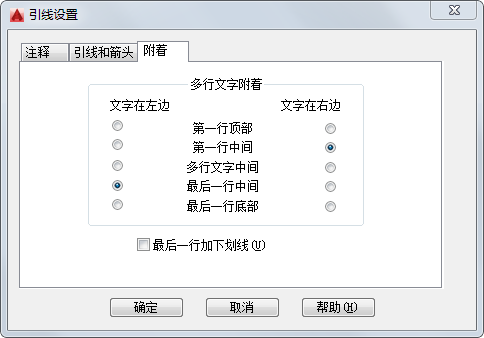 引线设置
注释 引线和箭头 附着
多行文字附着
文字在左边 文字在右边
第一行顶部
第一行中间
多行文字中间
最后一行中间
最后一行底部
最后一行加下划线(U)
确定 取消 帮助(H)